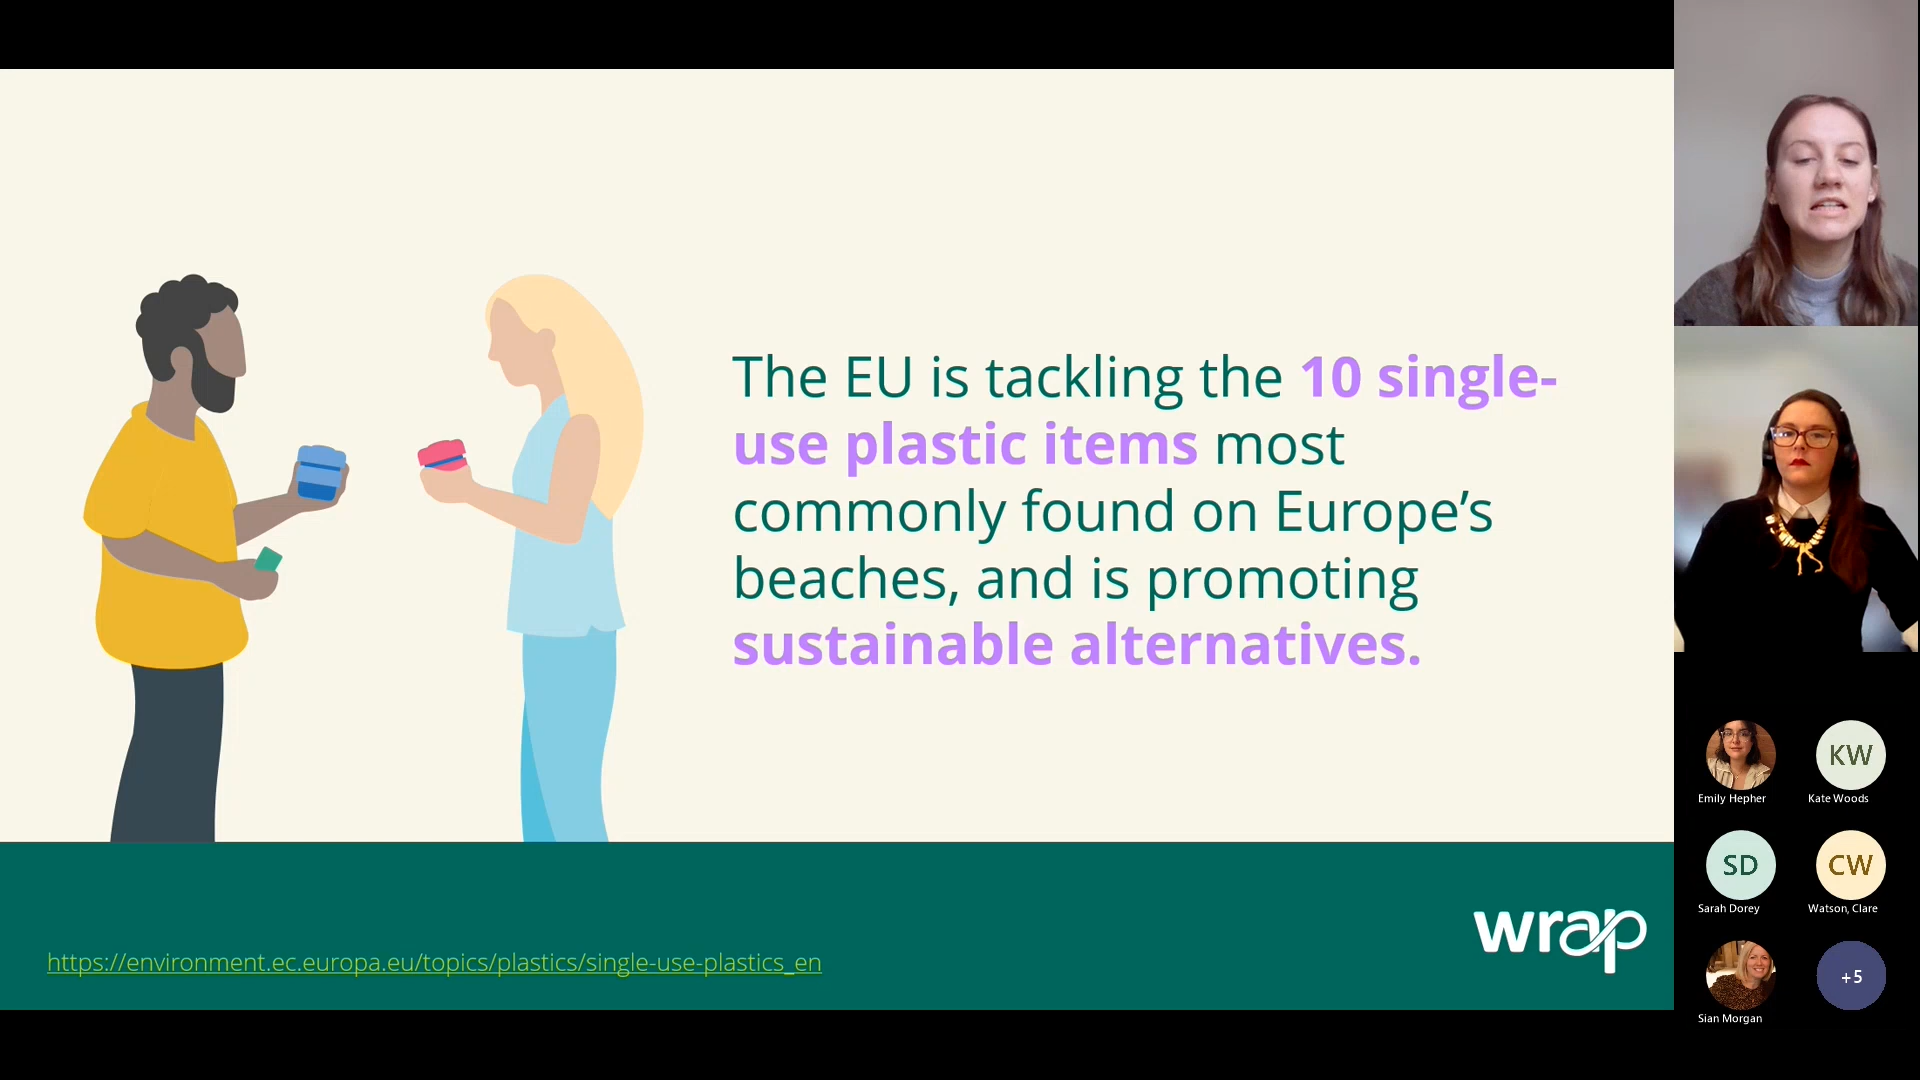 The EU is tackling the 10 single-
use plastic items most
commonly found on Europe’s
beaches, and is promoting
sustainable alternatives.
https://environment.ec.europa.eu/topics/plastics/single-use-plastics_en
wrap
Emily Hepher
KW
Kate Woods
SD
Sarah Dorey
CW
Watson, Clare
Sian Morgan
+5